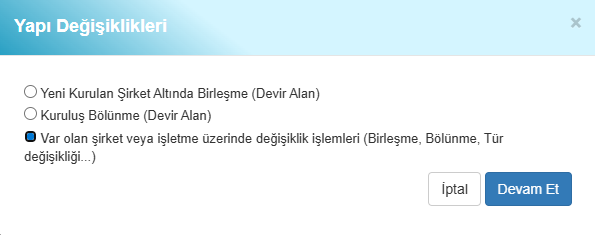 Yapı Değişiklikleri
×
Yeni Kurulan Şirket Altında Birleşme (Devir Alan)
Kuruluş Bölünme (Devir Alan)
Var olan şirket veya işletme üzerinde değişiklik işlemleri (Birleşme, Bölünme, Tür
değişikliği...)
İptal
Devam Et